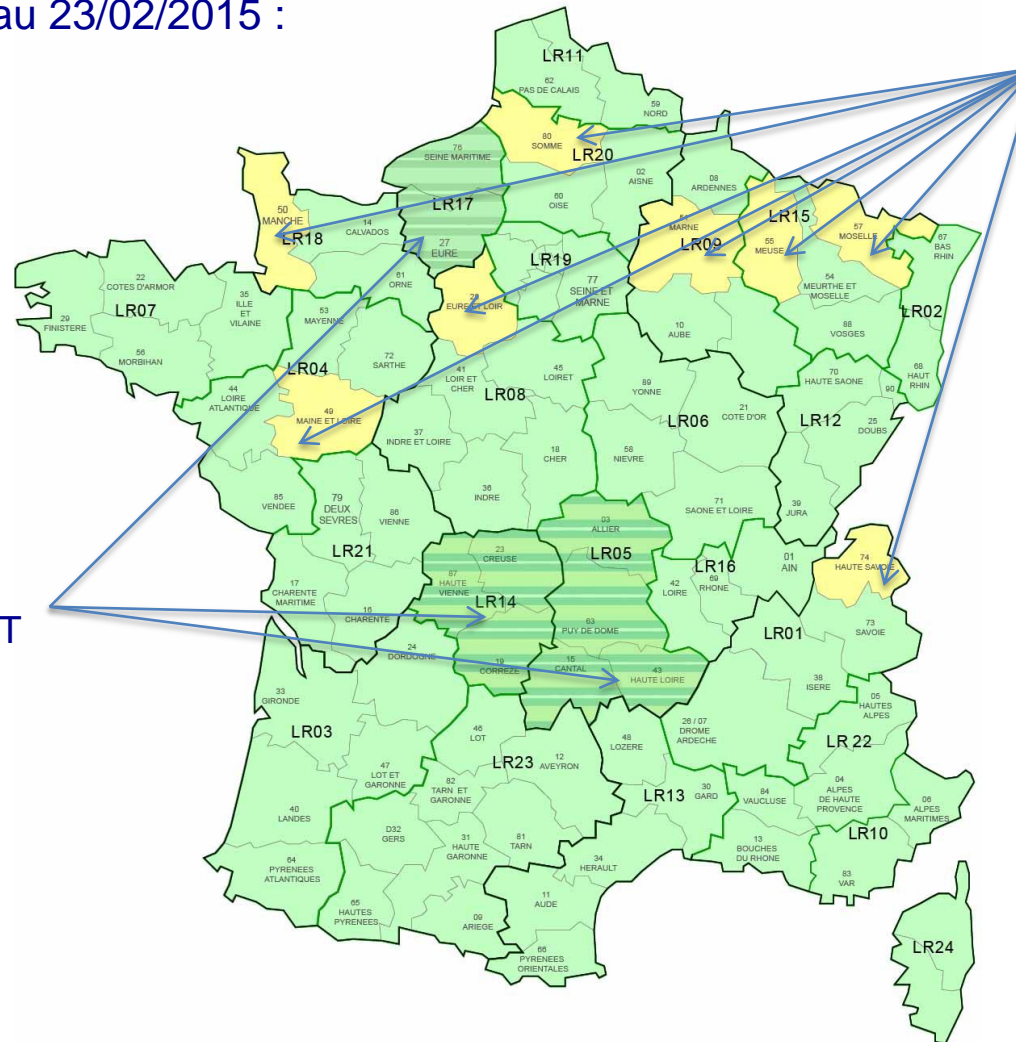 au 23/02/2015 :
LR11
62
PAS DE CALAIS
59
NORD
80
SOMME
LR20
76
SEINE MARITIME
02
AISNE
08
ARDENNES
60
OISE
LR17
27
EURE
50
MANCHE
LR18
14
CALVADOS
61
ORNE
51
MARNE
LR09
LR15
55
MEUSE
57
MOSELLE
67
BAS
RHIN
54
MEURTHE ET
MOSELLE
LR02
88
VOSGES
68
HAUT
RHIN
LR19
77
SEINE ET
MARNE
28
EURE ET LOIR
10
AUBE
22
COTES D'ARMOR
LR07
29
FINISTERE
56
MORBIHAN
35
ILLE
ET
VILAINE
53
MAYENNE
72
SARTHE
LR04
44
LOIRE
ATLANTIQUE
49
MAINE ET LOIRE
85
VENDEE
41
LOIR ET
CHER
45
LOIRET
LR08
37
INDRE ET LOIRE
18
CHER
36
INDRE
89
YONNE
21
COTE D'OR
LR06
58
NIEVRE
71
SAONE ET LOIRE
70
HAUTE SAONE
90
LR12
25
DOUBS
39
JURA
79
DEUX
SEVRES
86
VIENNE
LR21
17
CHARENTE
MARITIME
16
CHARENTE
23
CREUSE
87
HAUTE
VIENNE
LR14
19
CORREZE
03
ALLIER
LR05
63
PUY DE DOME
15
CANTAL
43
HAUTE LOIRE
LR16
42
LOIRE
69
RHONE
01
AIN
74
HAUTE SAVOIE
73
SAVOIE
LR01
38
ISERE
26 / 07
DROME
ARDECHE
T
24
DORDOGNE
33
GIRONDE
LR03
47
LOT ET
GARONNE
40
LANDES
64
PYRENEES
ATLANTIQUES
46
LOT
LR23
12
AVEYRON
82
TARN ET
GARONNE
D32
GERS
31
HAUTE
GARONNE
81
TARN
65
HAUTES
PYRENEES
09
ARIEGE
48
LOZERE
LR13
30
GARD
34
HERAULT
11
AUDE
66
PYRENEES
ORIENTALES
05
HAUTES
ALPES
LR 22
04
ALPES
DE HAUTE
PROVENCE
84
VAUCLUSE
13
BOUCHES
DU RHONE
06
ALPES
MARITIMES
LR10
83
VAR
LR24